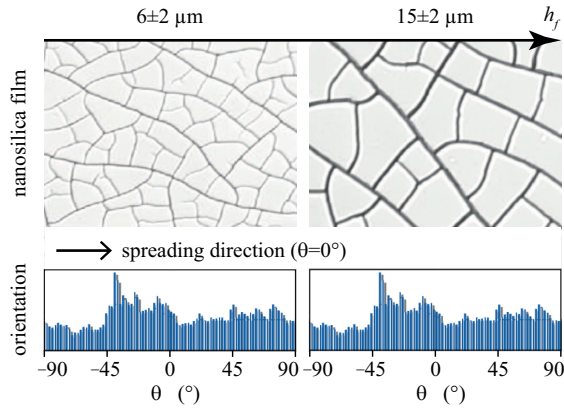 6±2 µm 15±2 µm h_f
nanosilica film
spreading direction (θ=0°)
orientation
−90 −45 0 45 90 −90 −45 0 45 90
θ (°) θ (°)